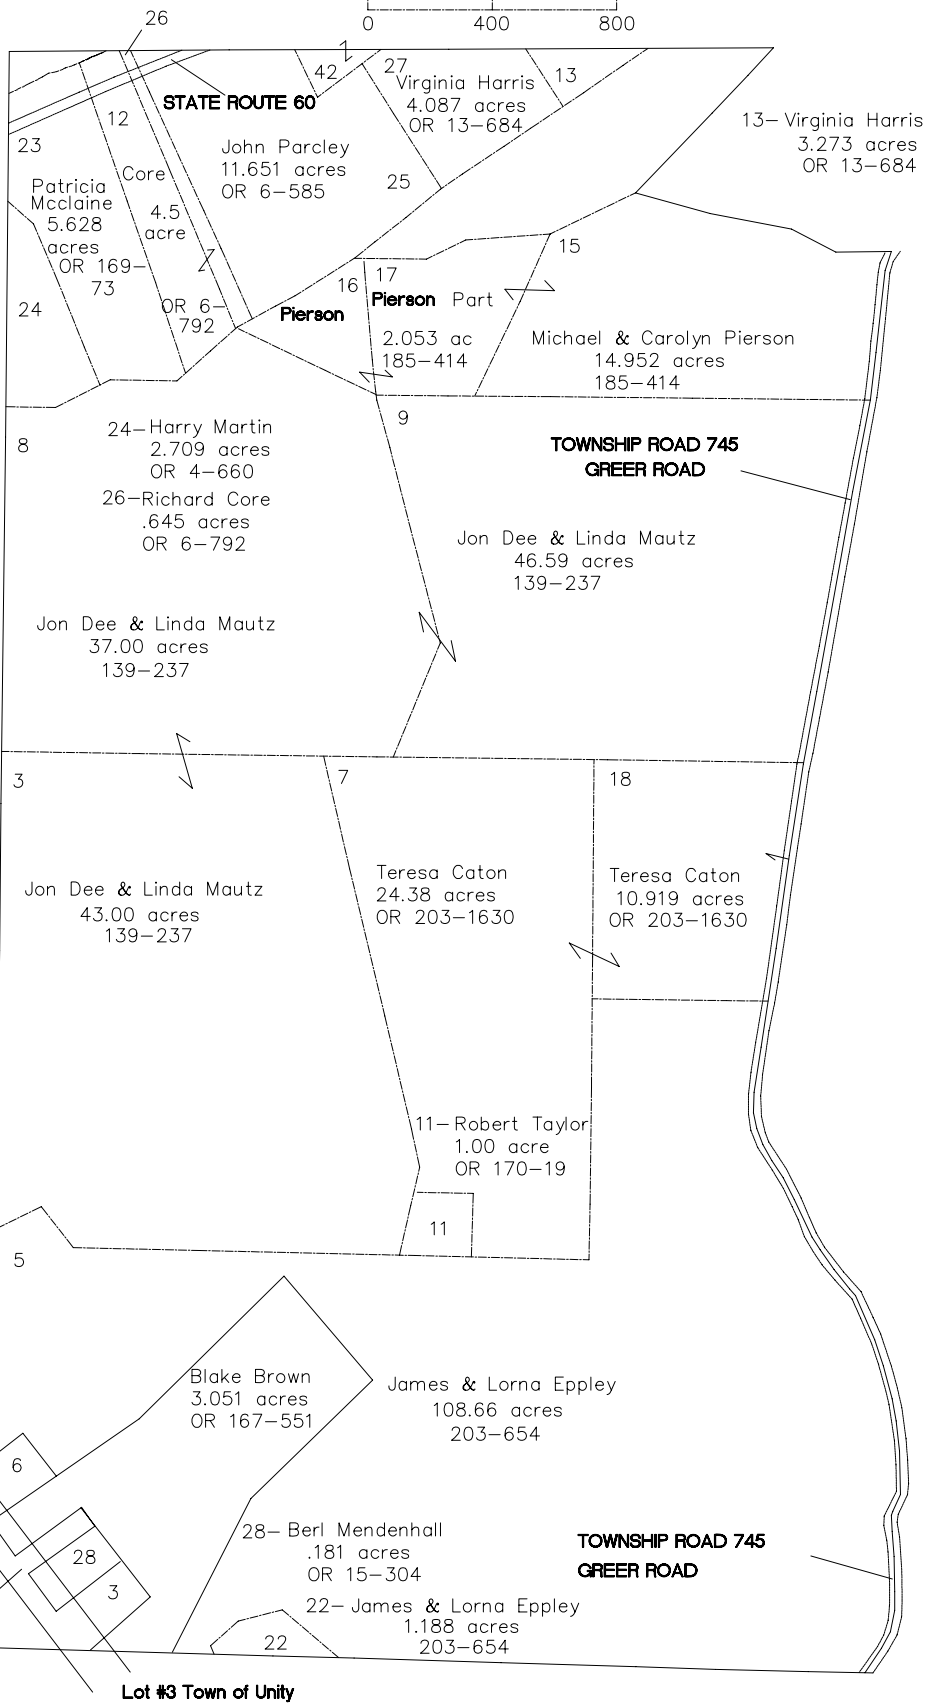 0 400 800
26
42
27
Virginia Harris
4.087 acres
OR 13-684
13
STATE ROUTE 60
12
23
John Parcley
11.651 acres
OR 6-585
25
13- Virginia Harris
3.273 acres
OR 13-684
Core
4.5
acre
OR 6-
792
Patricia
Mcclaine
5.628
acres
OR 169-
73
24
16
Pierson
17
Pierson Part
2.053 ac
185-414
15
Michael & Carolyn Pierson
14.952 acres
185-414
8
24-Harry Martin
2.709 acres
OR 4-660
26-Richard Core
.645 acres
OR 6-792
9
TOWNSHIP ROAD 745
GREER ROAD
Jon Dee & Linda Mautz
46.59 acres
139-237
Jon Dee & Linda Mautz
37.00 acres
139-237
3
7
18
Jon Dee & Linda Mautz
43.00 acres
139-237
Teresa Caton
24.38 acres
OR 203-1630
Teresa Caton
10.919 acres
OR 203-1630
11-Robert Taylor
1.00 acre
OR 170-19
11
5
Blake Brown
3.051 acres
OR 167-551
James & Lorna Eppley
108.66 acres
203-654
6
28- Berl Mendenhall
.181 acres
OR 15-304
TOWNSHIP ROAD 745
GREER ROAD
28
3
22- James & Lorna Eppley
1.188 acres
203-654
22
Lot #3 Town of Unity